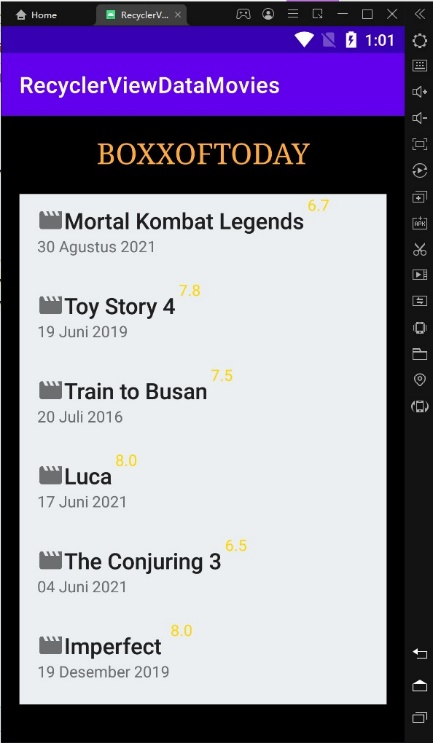 Home
RecyclerV...
1:01
RecyclerViewDataMovies
BOXXOFTODAY
Mortal Kombat Legends 6.7
30 Agustus 2021
Toy Story 4 7.8
19 Juni 2019
Train to Busan 7.5
20 Juli 2016
Luca 8.0
17 Juni 2021
The Conjuring 3 6.5
04 Juni 2021
Imperfect 8.0
19 Desember 2019
APK